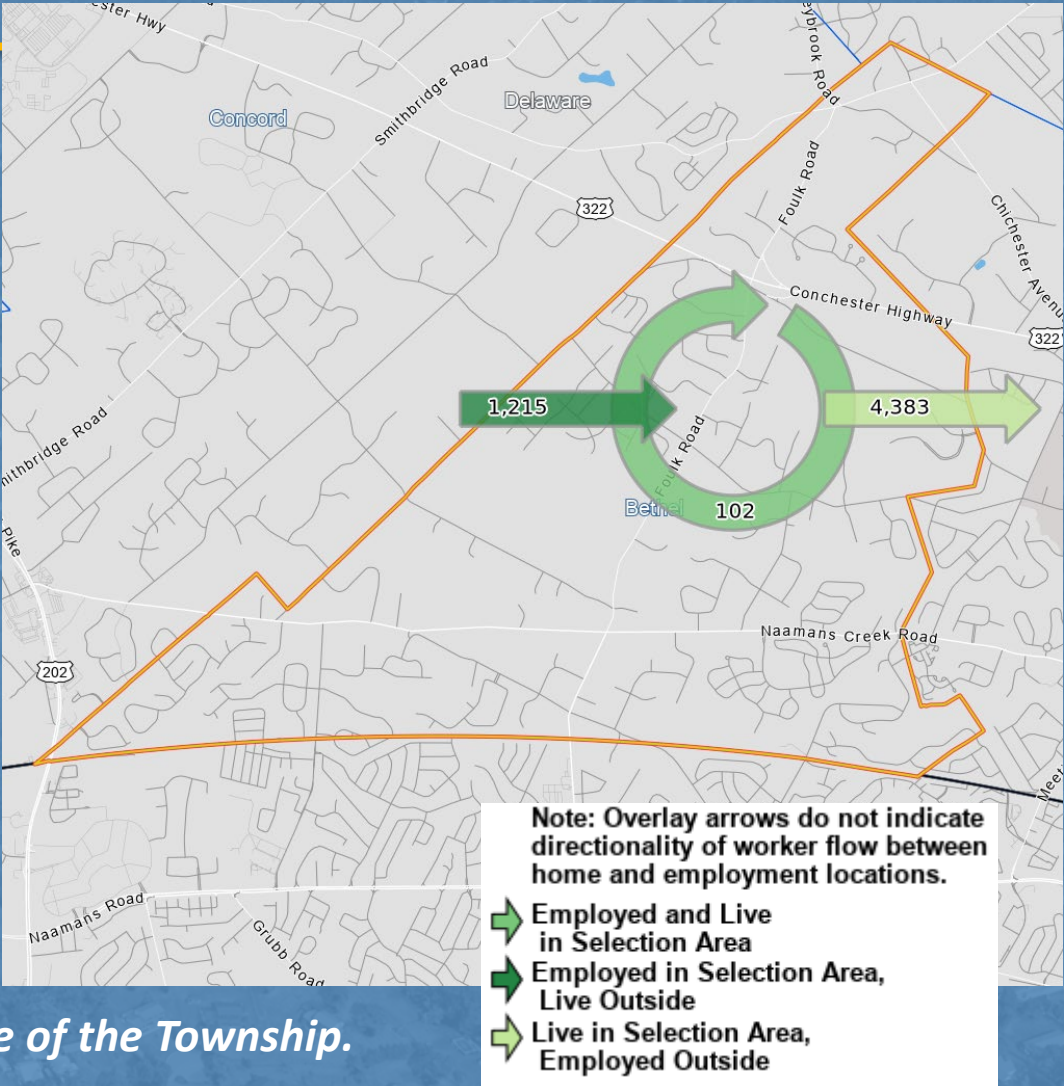 ster Hwy
Smithbridge Road
Concord
Delaware
eybrook Road
322
Foulk Road
Chichester Avenu
Conchester Highway
322
1,215
4,383
mithbridge Road
Foulk Road
Bethel
102
Pike
Naamans Creek Road
202
Meet
Naamans Road
Grubb Road
Note: Overlay arrows do not indicate
directionality of worker flow between
home and employment locations.
Employed and Live
in Selection Area
Employed in Selection Area,
Live Outside
Live in Selection Area,
Employed Outside
e of the Township.